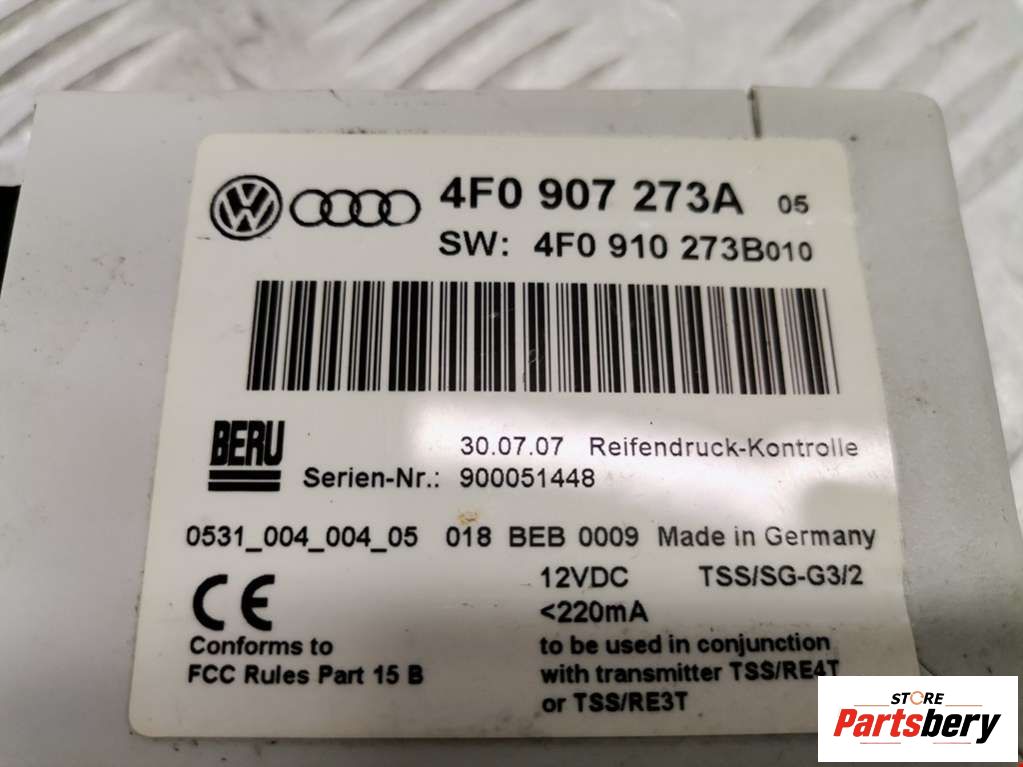 4F0 907 273A 05
SW: 4F0 910 273B010
BERU
30.07.07 Reifendruck-Kontrolle
Serien-Nr.: 900051448
0531_004_004_05 018 BEB 0009 Made in Germany
CE
12VDC TSS/SG-G3/2
<220mA
Conforms to
FCC Rules Part 15 B
to be used in conjunction
with transmitter TSS/RE4T
or TSS/RE3T
STORE
Partsbery